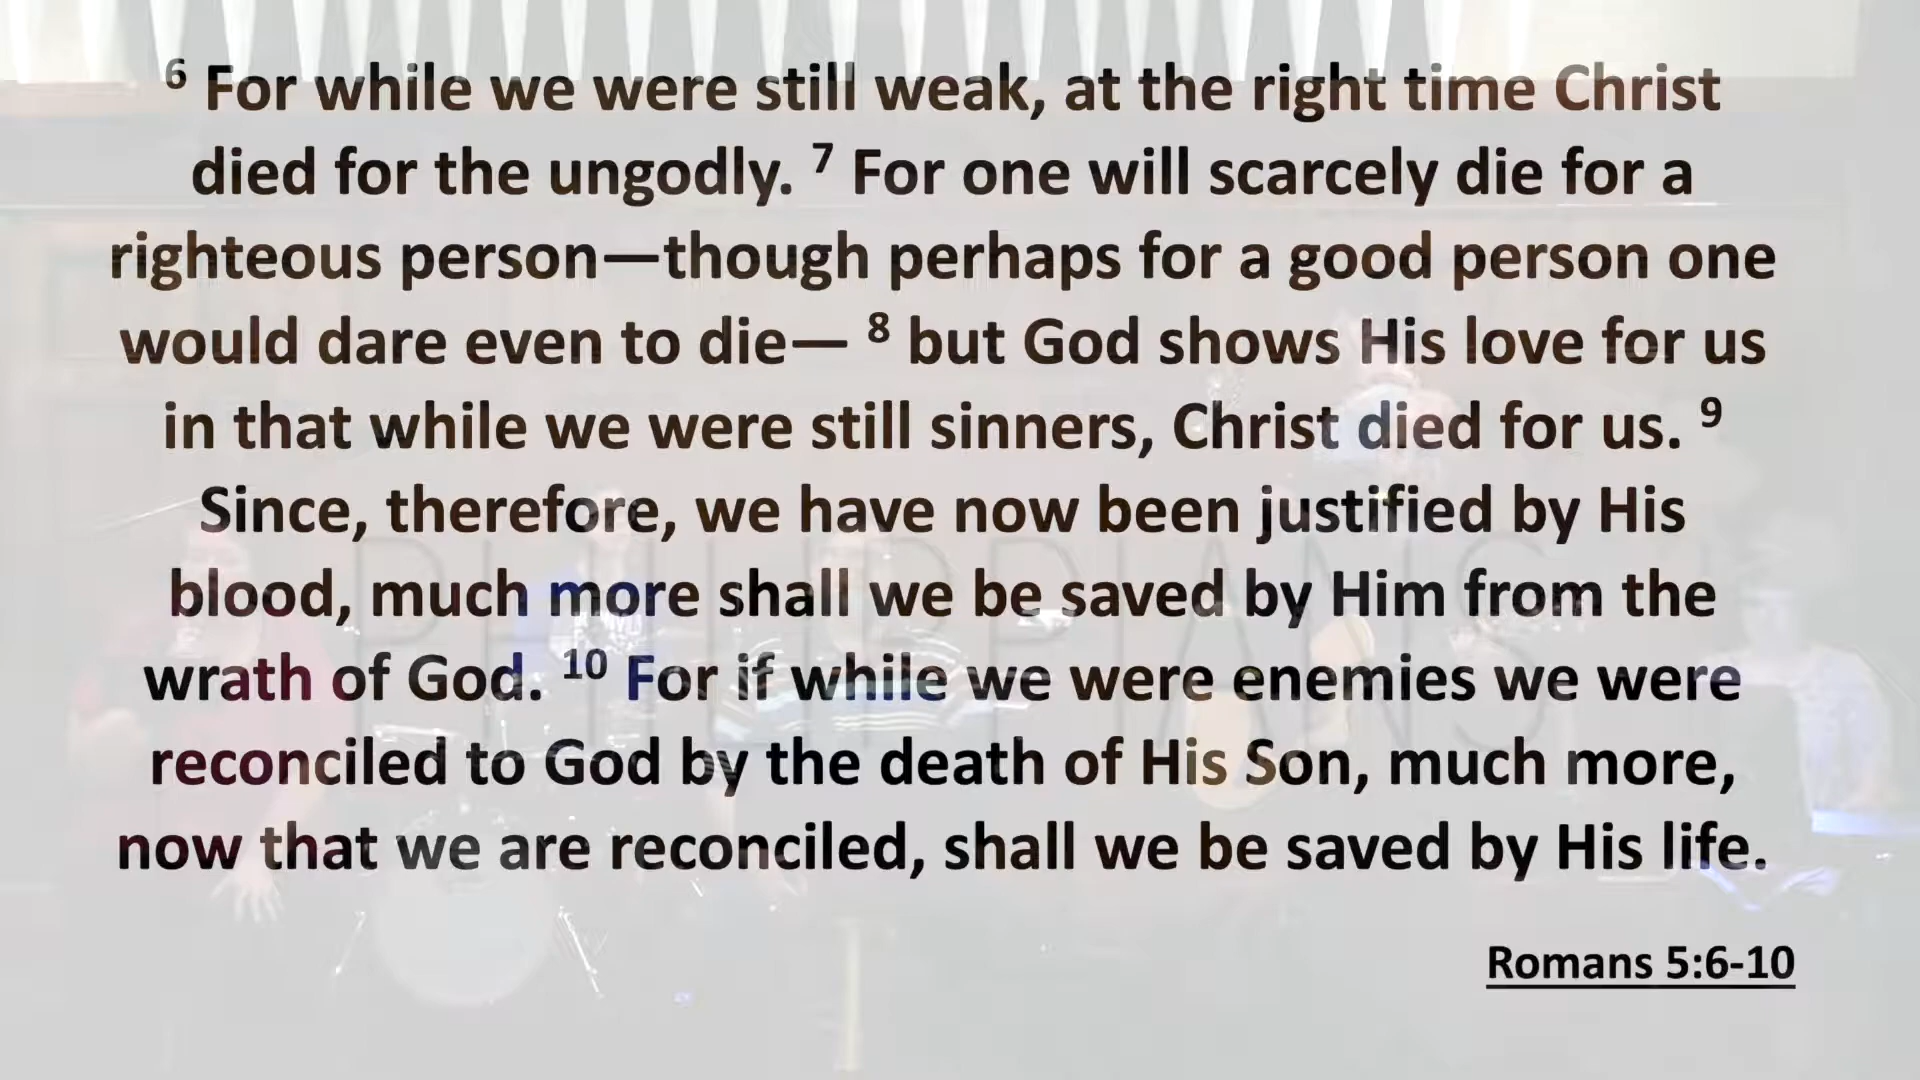 6 For while we were still weak, at the right time Christ
died for the ungodly. 7 For one will scarcely die for a
righteous person—though perhaps for a good person one
would dare even to die— 8 but God shows His love for us
in that while we were still sinners, Christ died for us. 9
Since, therefore, we have now been justified by His
blood, much more shall we be saved by Him from the
wrath of God. 10 For if while we were enemies we were
reconciled to God by the death of His Son, much more,
now that we are reconciled, shall we be saved by His life.
PHILIPPIANS
Romans 5:6-10